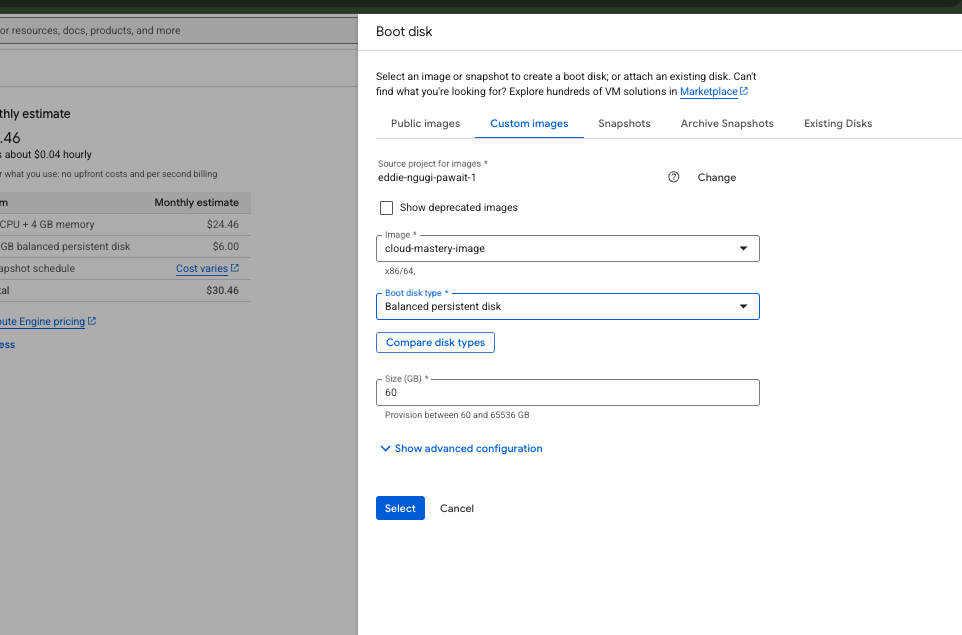 or resources, docs, products, and more
Boot disk
Select an image or snapshot to create a boot disk; or attach an existing disk. Can't
find what you're looking for? Explore hundreds of VM solutions in Marketplace
Public images
Custom images
Snapshots
Archive Snapshots
Existing Disks
Source project for images *
eddie-ngugi-pawait-1
Change
Show deprecated images
Image *
cloud-mastery-image
x86/64,
Boot disk type *
Balanced persistent disk
Compare disk types
Size (GB) *
60
Provision between 60 and 65536 GB
Show advanced configuration
Select
Cancel
thly estimate
.46
s about $0.04 hourly
r what you use: no upfront costs and per second billing
m Monthly estimate
CPU + 4 GB memory $24.46
GB balanced persistent disk $6.00
apshot schedule Cost varies
tal $30.46
ute Engine pricing
ess